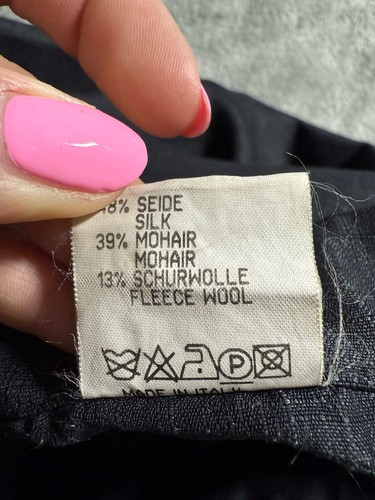 48% SEIDE
SILK
39% MOHAIR
MOHAIR
13% SCHURWOLLE
FLEECE WOOL
P
MADE IN ITALY